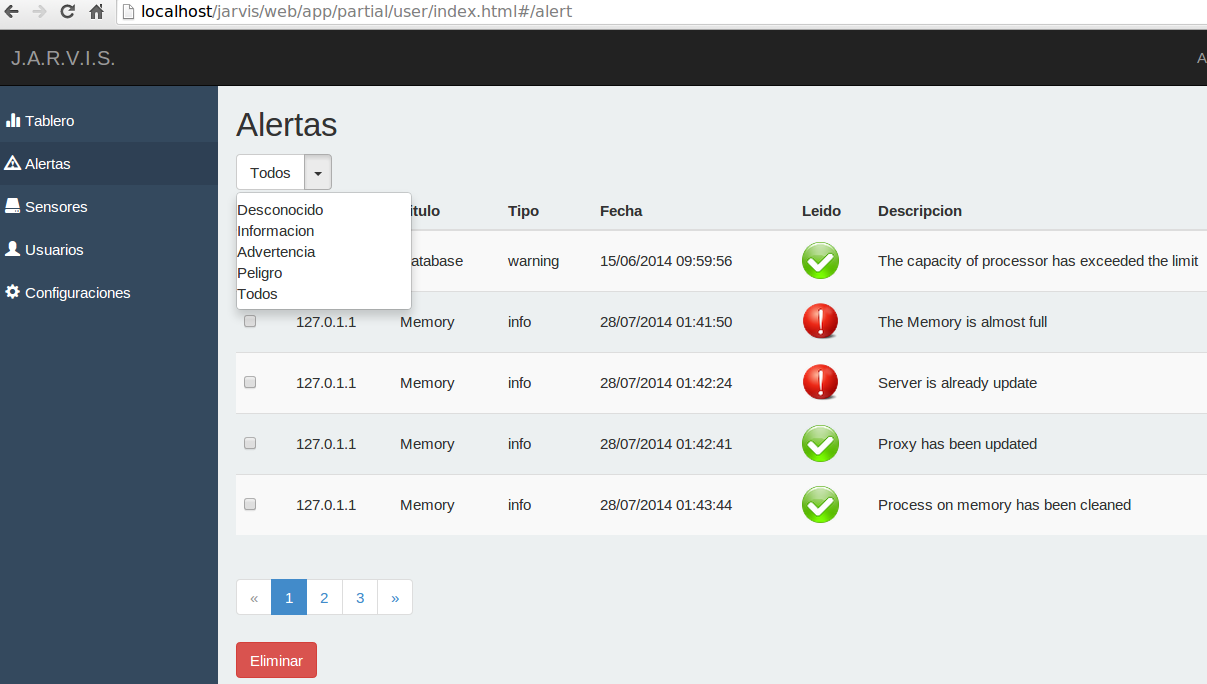 localhost/jarvis/web/app/partial/user/index.html#/alert
J.A.R.V.I.S. A
Tablero
Alertas
Sensores
Usuarios
Configuraciones
Alertas
Todos
Desconocido
Informacion
Advertencia
Peligro
Todos
itulo Tipo Fecha Leido Descripcion
atabase warning 15/06/2014 09:59:56 The capacity of processor has exceeded the limit
127.0.1.1 Memory info 28/07/2014 01:41:50 The Memory is almost full
127.0.1.1 Memory info 28/07/2014 01:42:24 Server is already update
127.0.1.1 Memory info 28/07/2014 01:42:41 Proxy has been updated
127.0.1.1 Memory info 28/07/2014 01:43:44 Process on memory has been cleaned
« 1 2 3 »
Eliminar